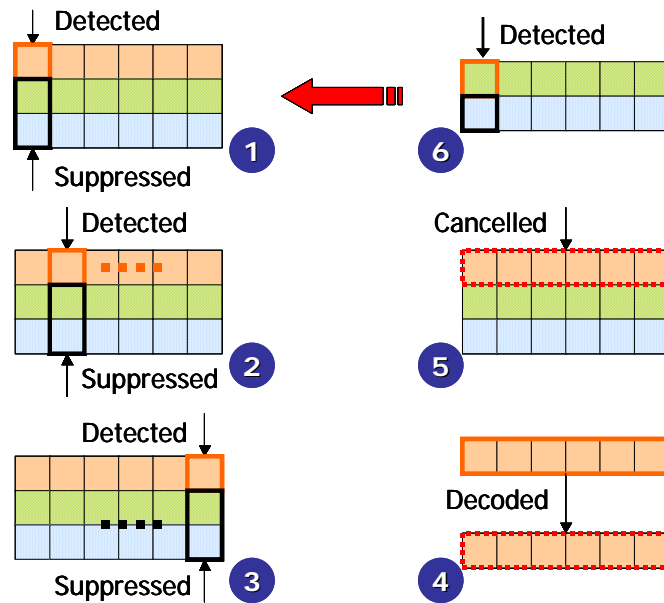 Detected
1
Suppressed
Detected
2
Suppressed
Detected
3
Suppressed
Decoded
4
Cancelled
5
Detected
6